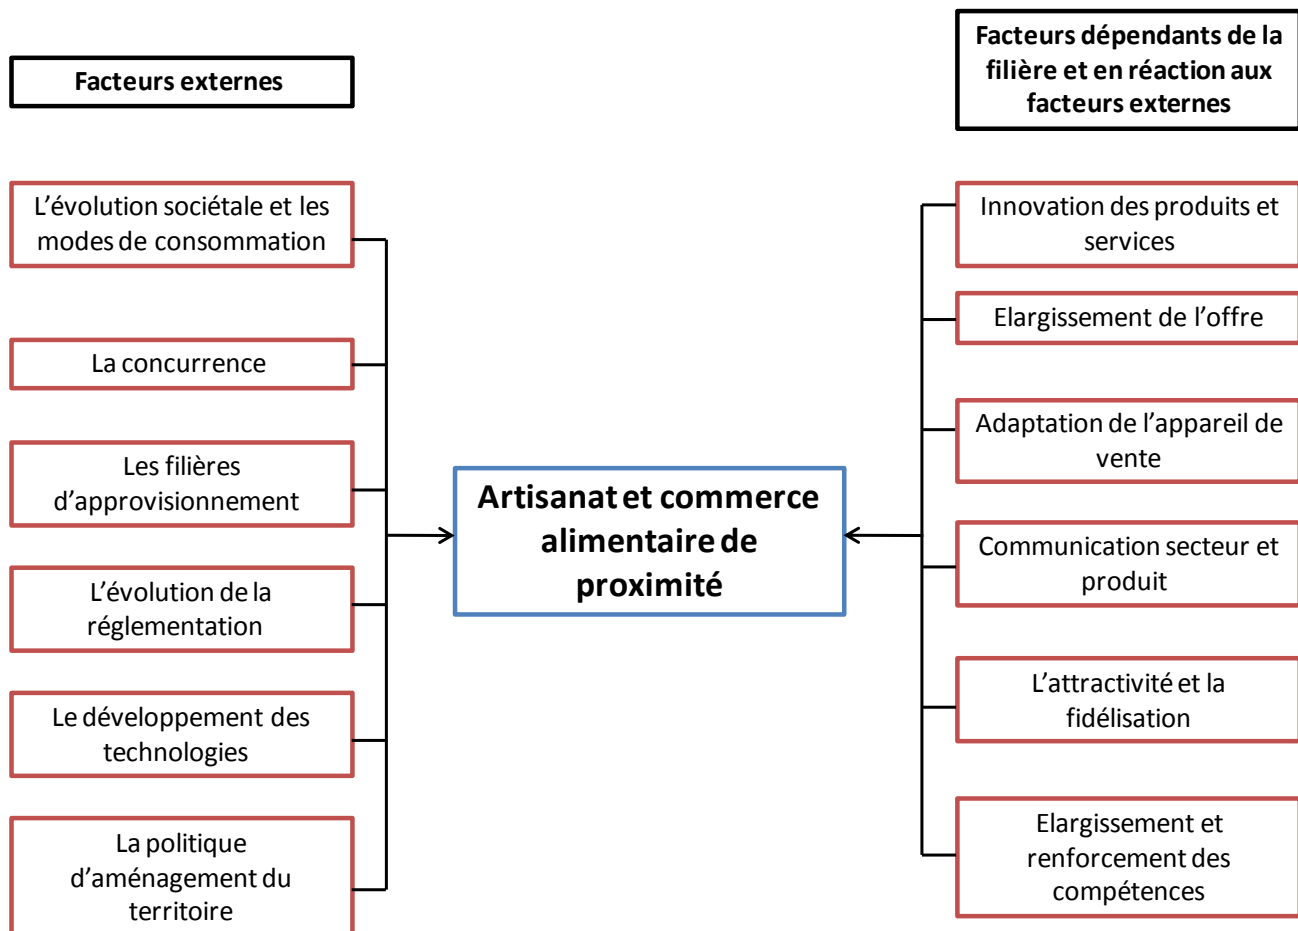 Facteurs externes
L'évolution sociétale et les
modes de consommation
La concurrence
Les filières
d'approvisionnement
L'évolution de la
réglementation
Le développement des
technologies
La politique
d'aménagement du
territoire
Artisanat et commerce
alimentaire de
proximité
Facteurs dépendants de la
filière et en réaction aux
facteurs externes
Innovation des produits et
services
Elargissement de l'offre
Adaptation de l'appareil de
vente
Communication secteur et
produit
L'attractivité et la
fidélisation
Elargissement et
renforcement des
compétences